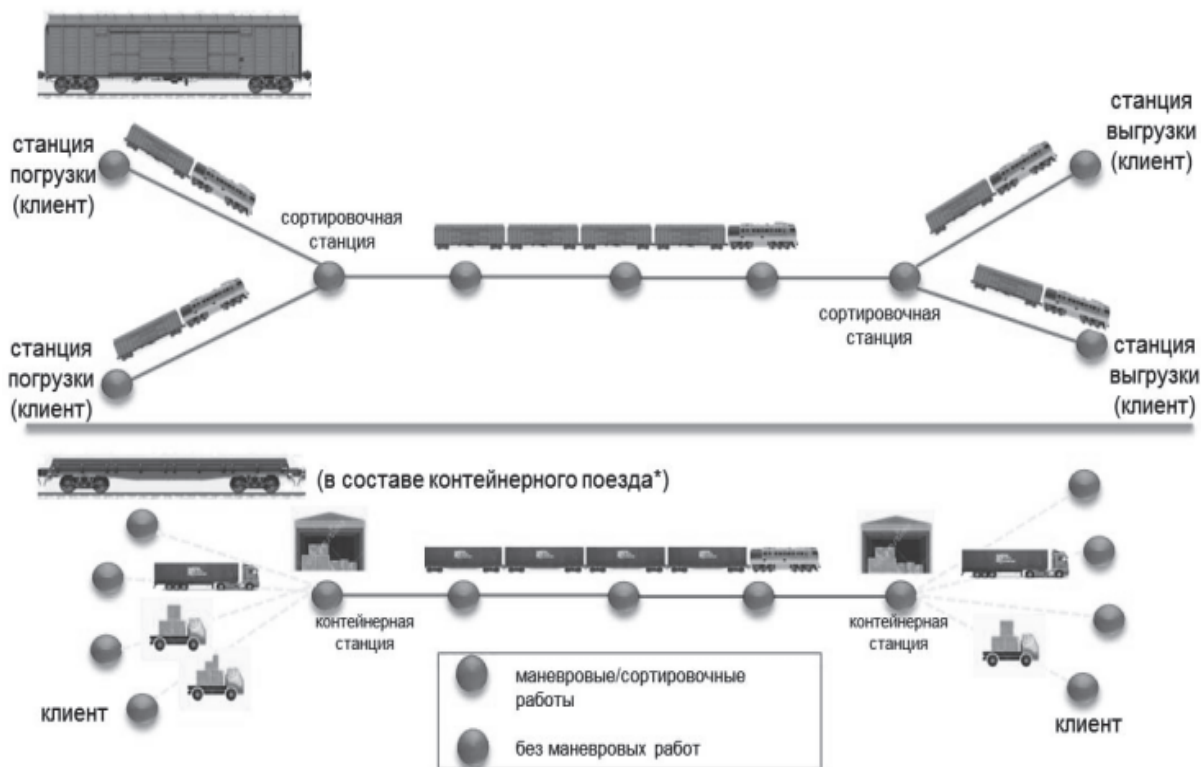 станция
погрузки
(клиент)
сортировочная
станция
станция
выгрузки
(клиент)
станция
погрузки
(клиент)
сортировочная
станция
станция
выгрузки
(клиент)
(в составе контейнерного поезда*)
контейнерная
станция
контейнерная
станция
клиент
клиент
маневровые/сортировочные
работы
без маневровых работ